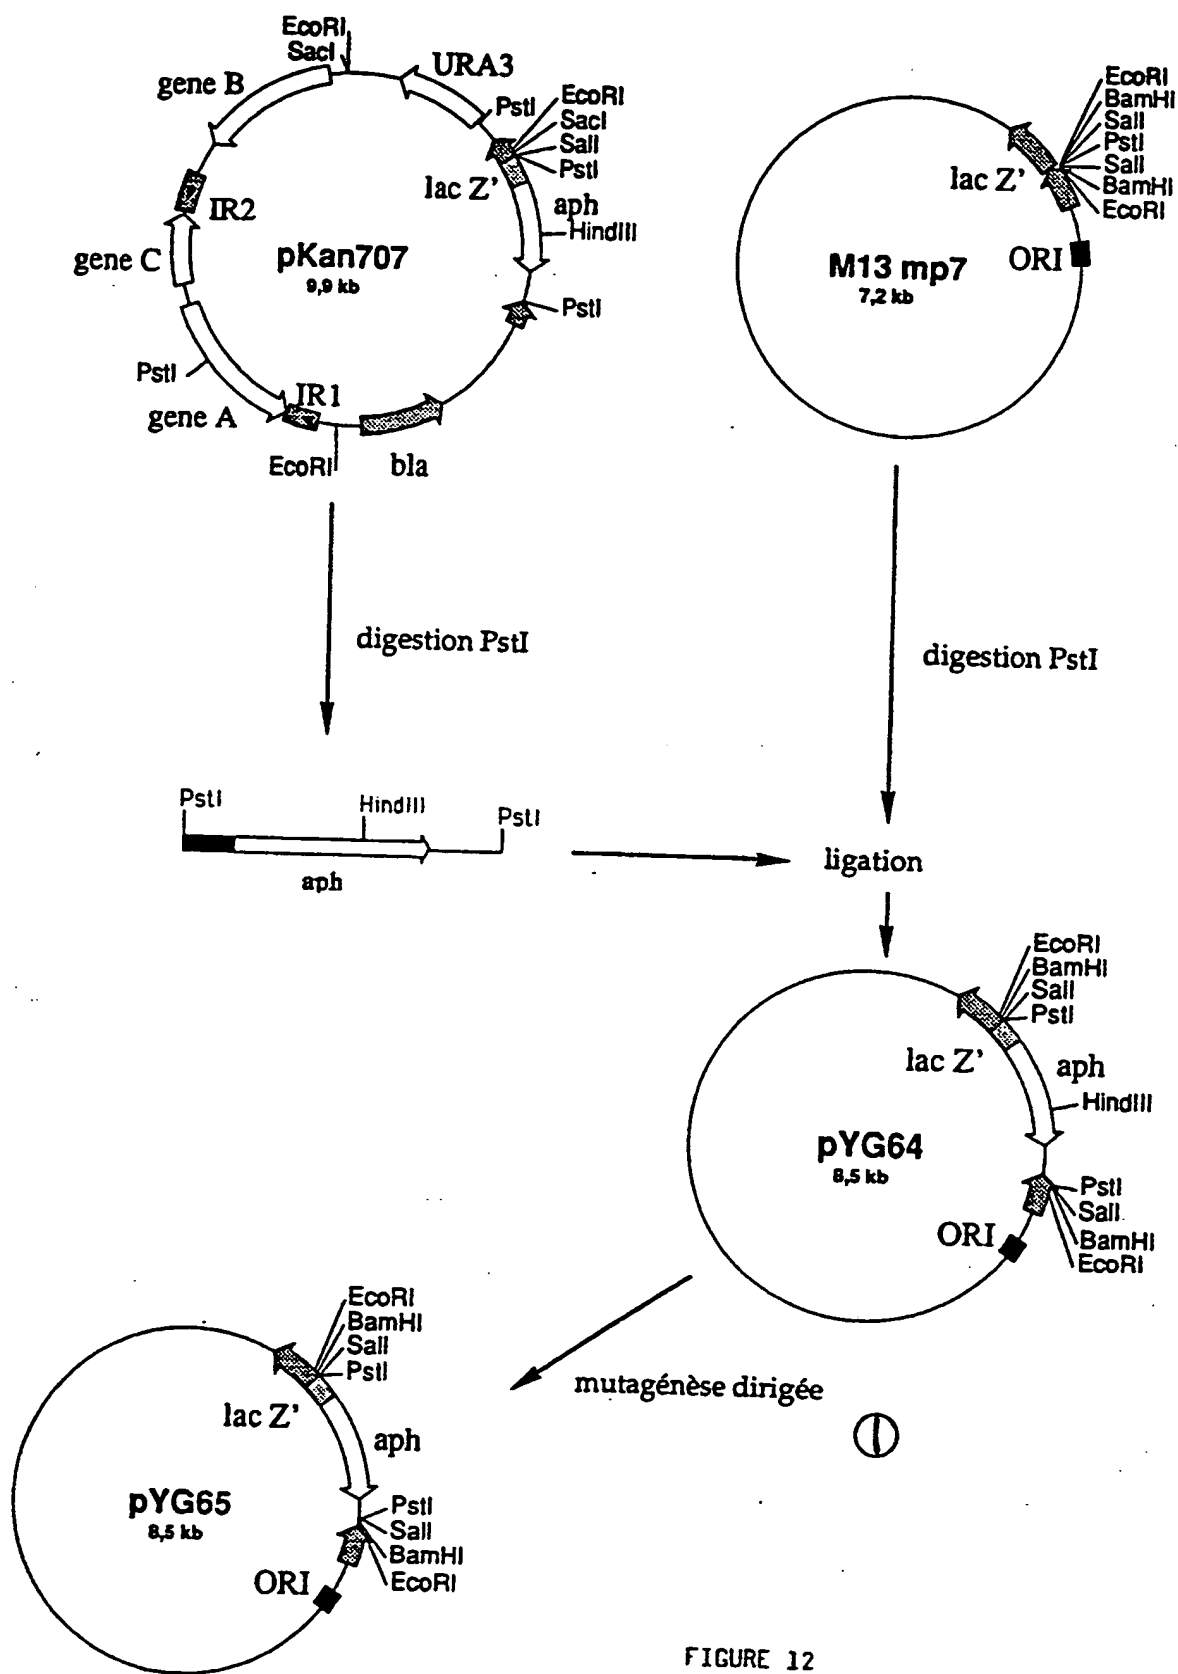 EcoRI
SacI
URA3
gene B
PstI
EcoRI
SacI
SalI
PstI
lac Z'
aph
HindIII
IR2
gene C
pKan707
9,9 kb
PstI
PstI
IR1
gene A
EcoRI
bla
EcoRI
BamHI
SalI
PstI
SalI
BamHI
EcoRI
lac Z'
ORI
M13 mp7
7,2 kb
digestion PstI
digestion PstI
PstI
HindIII
PstI
aph
ligation
EcoRI
BamHI
SalI
PstI
lac Z'
aph
HindIII
pYG64
8,5 kb
PstI
SalI
BamHI
EcoRI
ORI
mutagénèse dirigée
EcoRI
BamHI
SalI
PstI
lac Z'
aph
pYG65
8,5 kb
PstI
SalI
BamHI
EcoRI
ORI
FIGURE 12